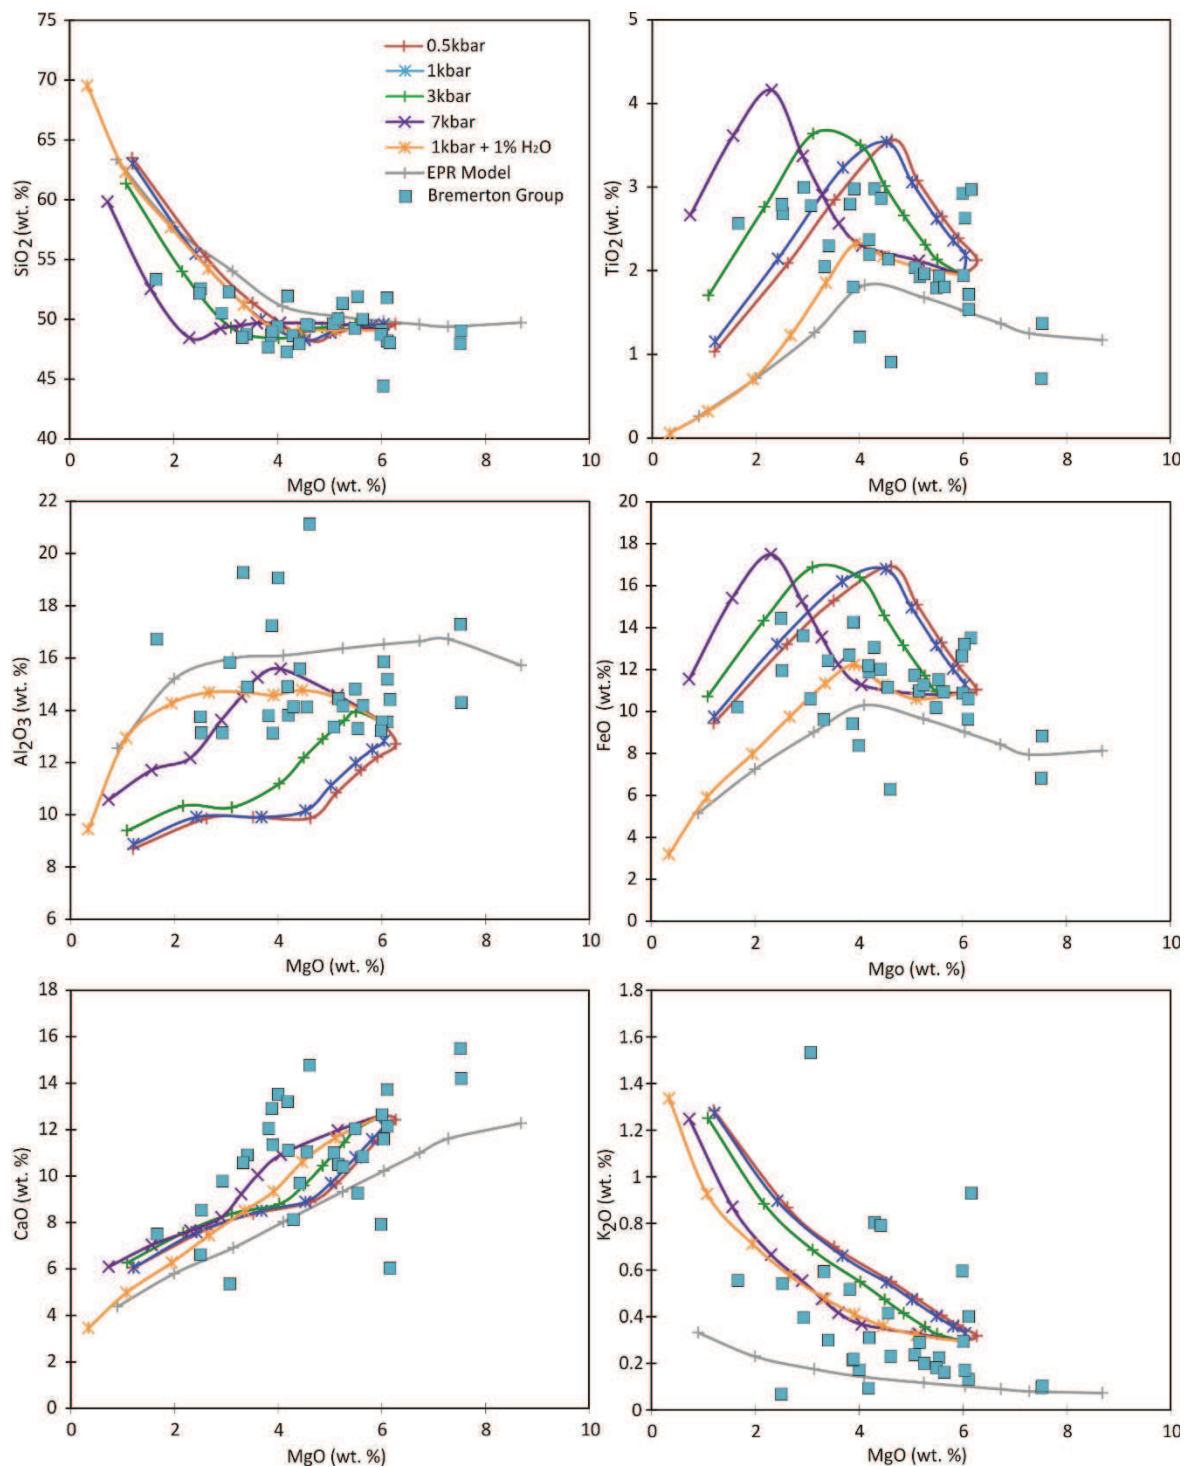 75
70
65
60
55
50
45
40
SiO2 (wt. %)
0 2 4 6 8 10
MgO (wt. %)
0.5kbar
1kbar
3kbar
7kbar
1kbar + 1% H2O
EPR Model
Bremerton Group
5
4
3
2
1
0
TiO2 (wt. %)
0 2 4 6 8 10
MgO (wt. %)
22
20
18
16
14
12
10
8
6
Al2O3 (wt. %)
0 2 4 6 8 10
MgO (wt. %)
20
18
16
14
12
10
8
6
4
2
0
FeO (wt. %)
0 2 4 6 8 10
Mgo (wt. %)
18
16
14
12
10
8
6
4
2
0
CaO (wt. %)
0 2 4 6 8 10
MgO (wt. %)
1.8
1.6
1.4
1.2
1
0.8
0.6
0.4
0.2
0
K2O (wt. %)
0 2 4 6 8 10
MgO (wt. %)